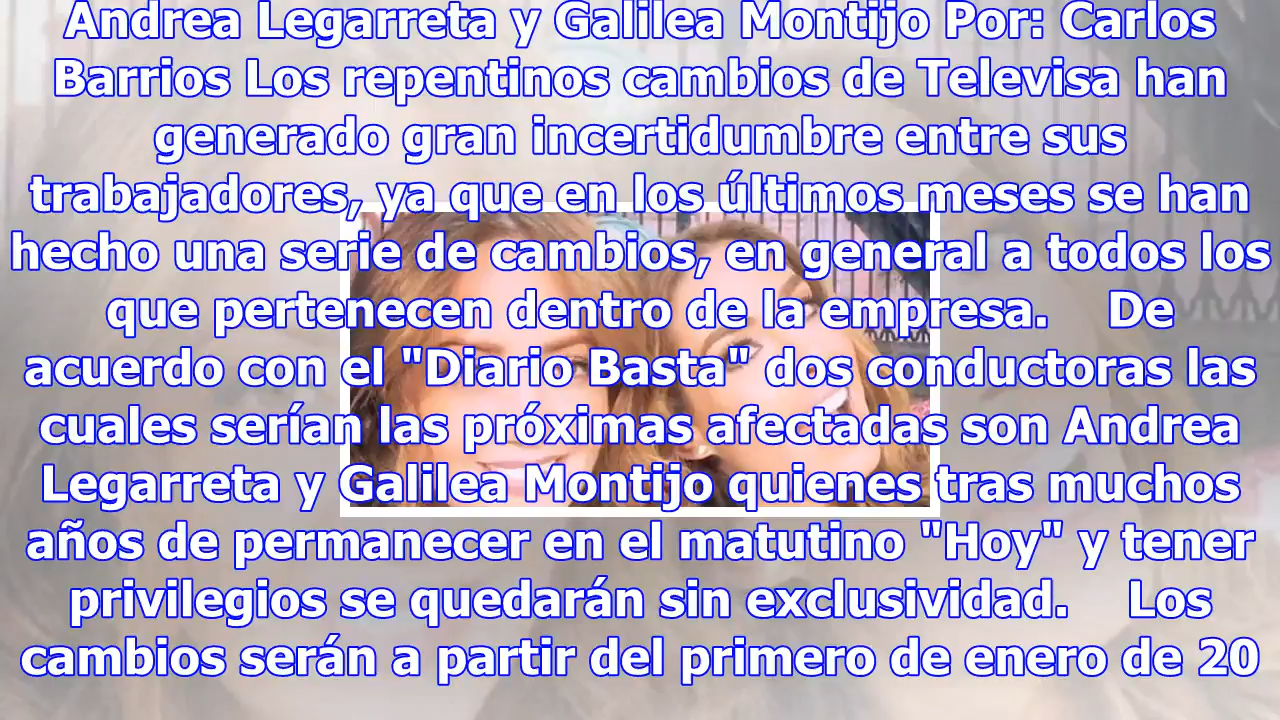 Andrea Legarreta y Galilea Montijo Por: Carlos
Barrios Los repentinos cambios de Televisa han
generado gran incertidumbre entre sus
trabajadores, ya que en los últimos meses se han
hecho una serie de cambios, en general a todos los
que pertenecen dentro de la empresa.    De
acuerdo con el "Diario Basta" dos conductoras las
cuales serían las próximas afectadas son Andrea
Legarreta y Galilea Montijo quienes tras muchos
años de permanecer en el matutino "Hoy" y tener
privilegios se quedarán sin exclusividad.    Los
cambios serán a partir del primero de enero de 20